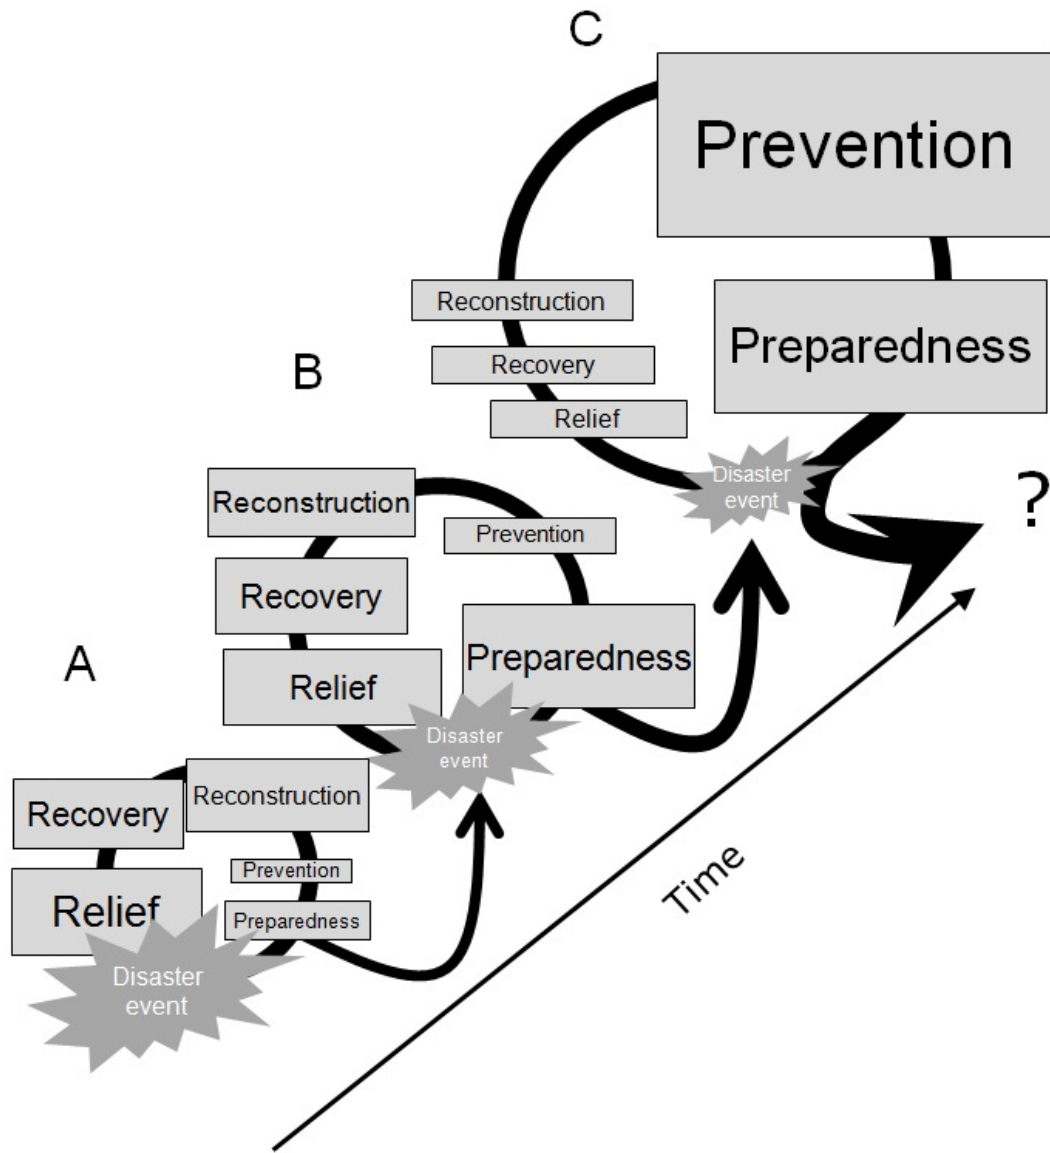 C
Prevention
Reconstruction
Preparedness
Recovery
Relief
Disaster
event
?
B
Reconstruction
Prevention
Recovery
Preparedness
Relief
Disaster
event
A
Recovery
Reconstruction
Prevention
Relief
Preparedness
Disaster
event
Time